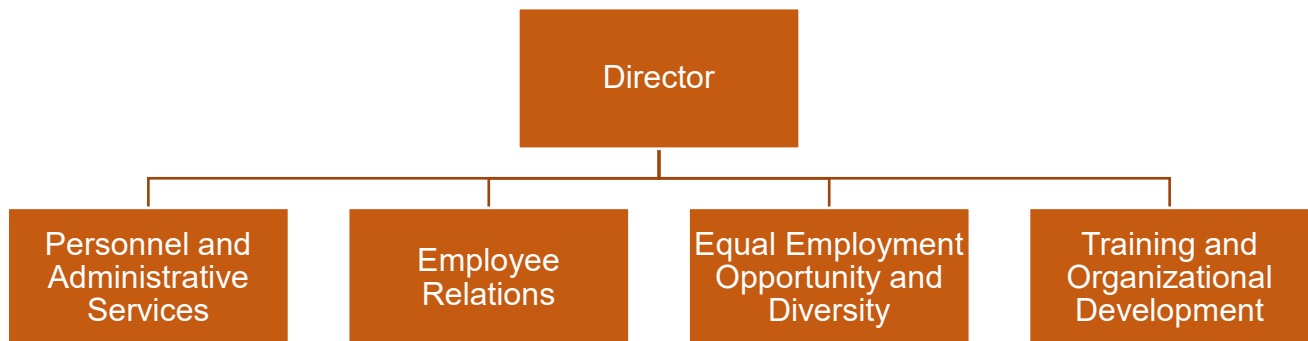 Director
Personnel and
Administrative
Services
Employee
Relations
Equal Employment
Opportunity and
Diversity
Training and
Organizational
Development